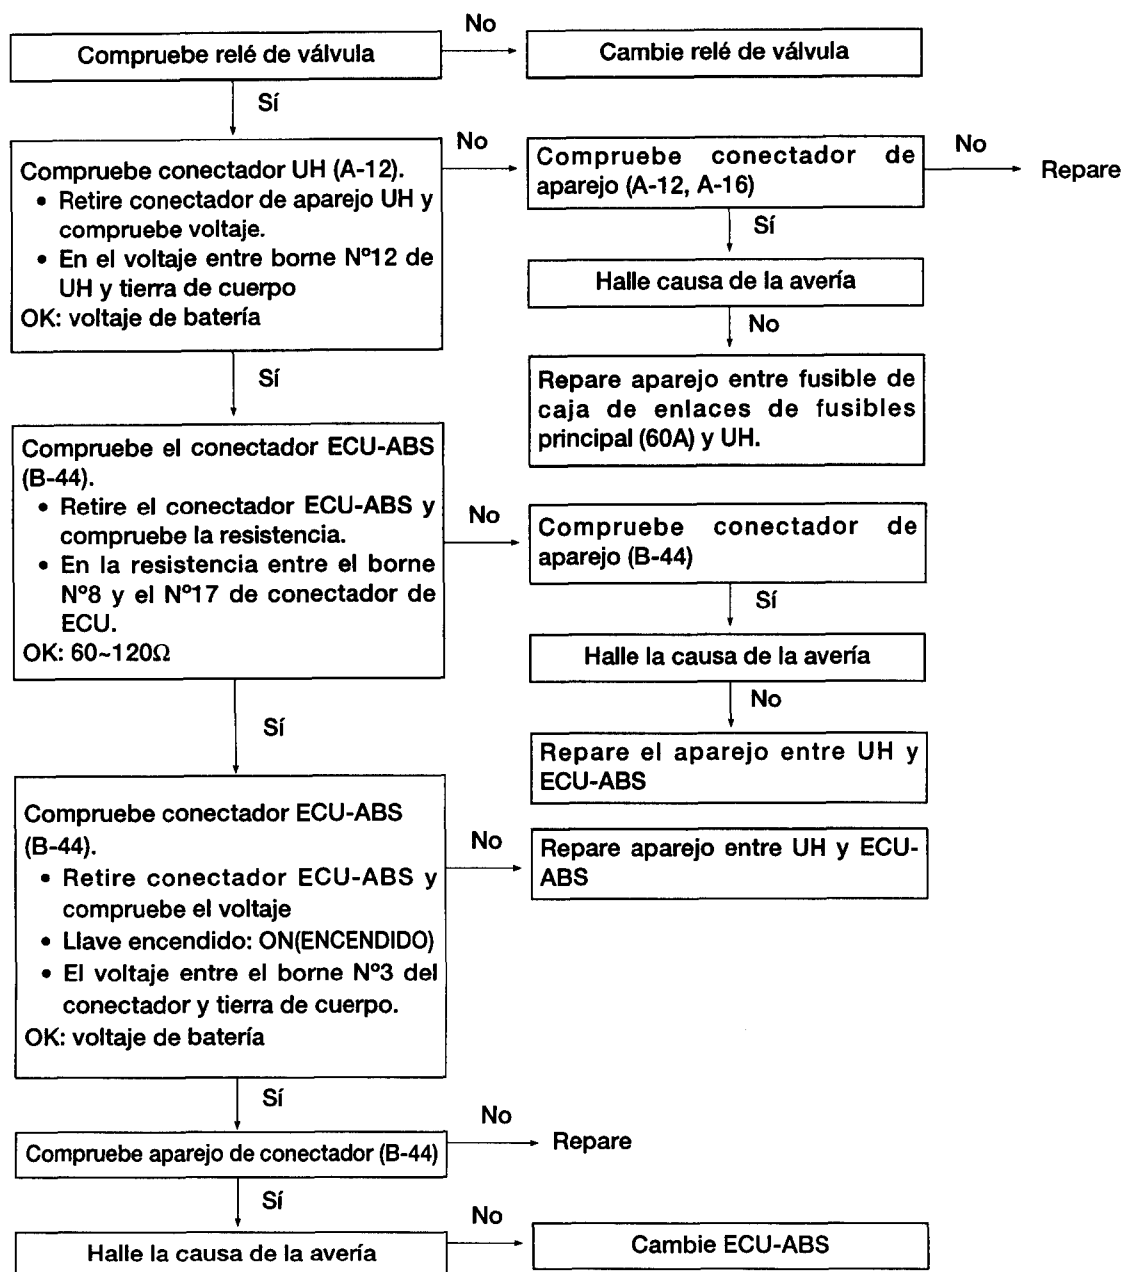 No
Compruebe relé de válvula
Cambie relé de válvula
Sí
Compruebe conectador UH (A-12).
• Retire conectador de aparejo UH y
compruebe voltaje.
• En el voltaje entre borne Nº12 de
UH y tierra de cuerpo
OK: voltaje de batería
No
Compruebe conectador de
aparejo (A-12, A-16)
No
Repare
Sí
Halle causa de la avería
No
Repare aparejo entre fusible de
caja de enlaces de fusibles
principal (60A) y UH.
Sí
Compruebe el conectador ECU-ABS
(B-44).
• Retire el conectador ECU-ABS y
compruebe la resistencia.
• En la resistencia entre el borne
Nº8 y el Nº17 de conectador de
ECU.
OK: 60~120Ω
No
Compruebe conectador de
aparejo (B-44)
Sí
Halle la causa de la avería
No
Repare el aparejo entre UH y
ECU-ABS
Sí
Compruebe conectador ECU-ABS
(B-44).
• Retire conectador ECU-ABS y
compruebe el voltaje
• Llave encendido: ON(ENCENDIDO)
• El voltaje entre el borne Nº3 del
conectador y tierra de cuerpo.
OK: voltaje de batería
No
Repare aparejo entre UH y ECU-
ABS
Sí
Compruebe aparejo de conectador (B-44)
No
Repare
Sí
Halle la causa de la avería
No
Cambie ECU-ABS